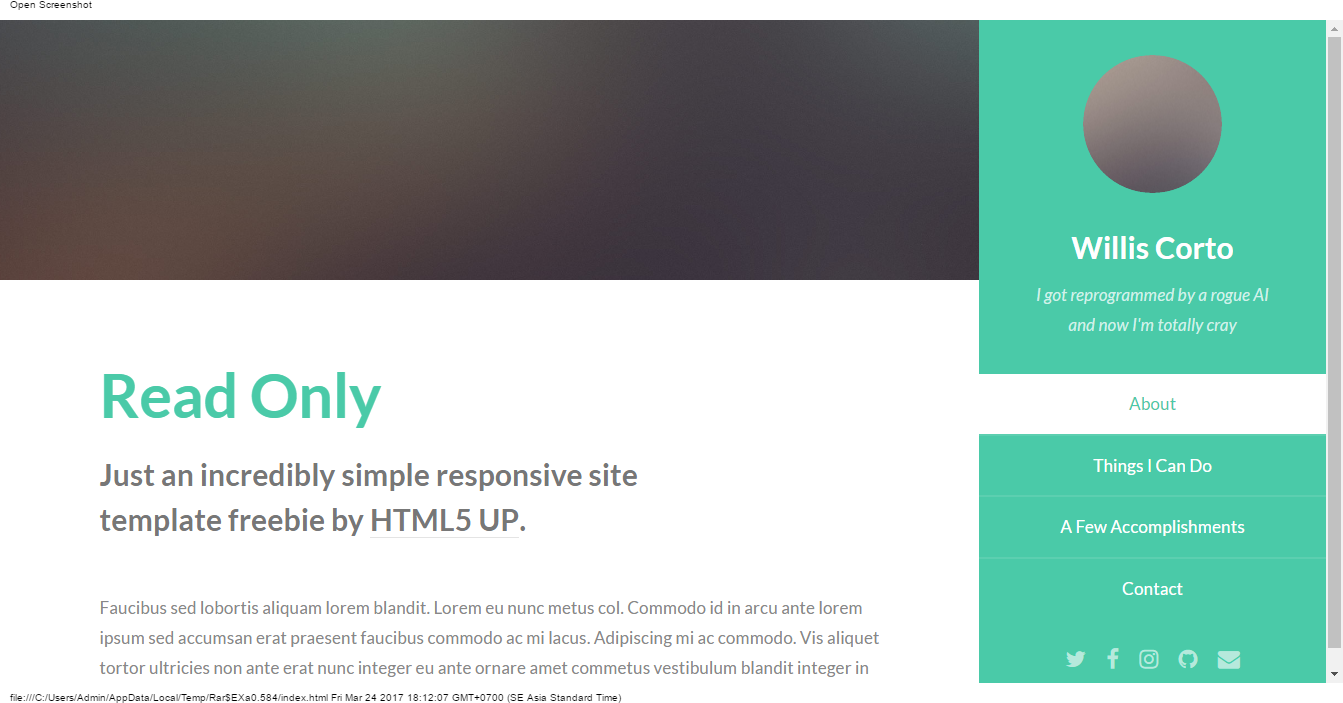 Open Screenshot
Willis Corto
I got reprogrammed by a rogue AI
and now I'm totally cray
About
Things I Can Do
A Few Accomplishments
Contact
Read Only
Just an incredibly simple responsive site
template freebie by HTML5 UP.
Faucibus sed lobortis aliquam lorem blandit. Lorem eu nunc metus col. Commodo id in arcu ante lorem
ipsum sed accumsan erat praesent faucibus commodo ac mi lacus. Adipiscing mi ac commodo. Vis aliquet
tortor ultricies non ante erat nunc integer eu ante ornare amet commetus vestibulum blandit integer in
file:///C:/Users/Admin/AppData/Local/Temp/Rar$EXa0.584/index.html Fri Mar 24 2017 18:12:07 GMT+0700 (SE Asia Standard Time)